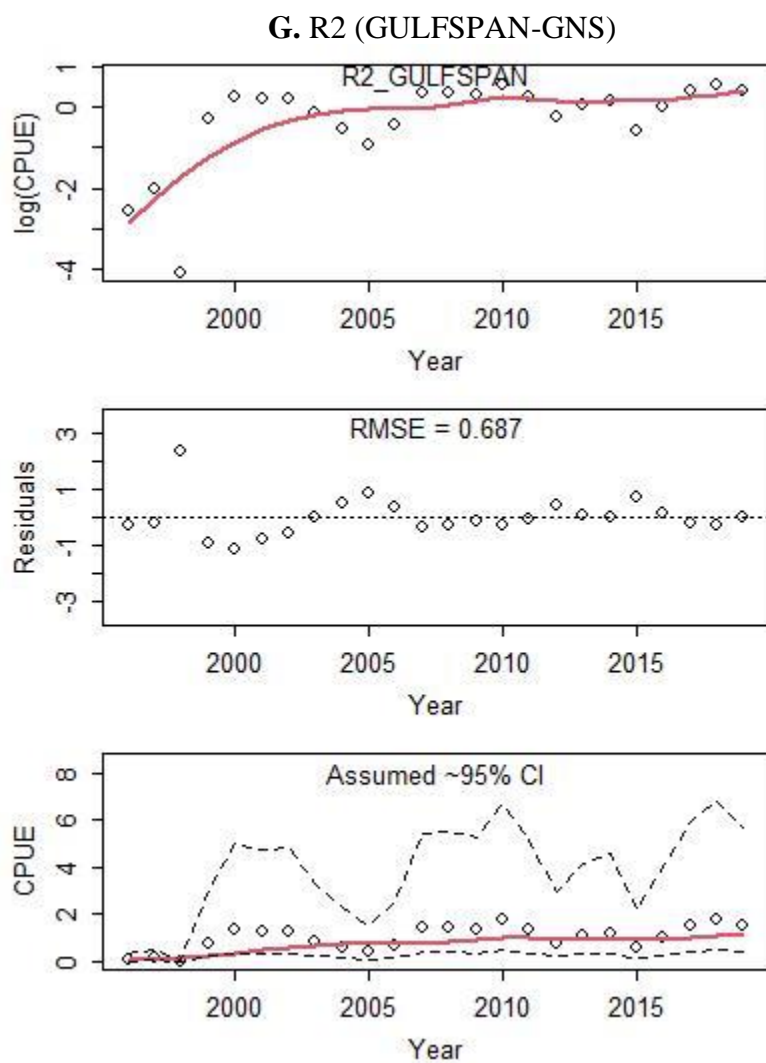 G. R2 (GULFSPAN-GNS)
R2_GULFSPAN
log(CPUE)
1
0
-2
-4
2000 2005 2010 2015
Year
RMSE = 0.687
Residuals
3
1
-1
-3
2000 2005 2010 2015
Year
Assumed ~95% CI
CPUE
8
6
4
2
0
2000 2005 2010 2015
Year